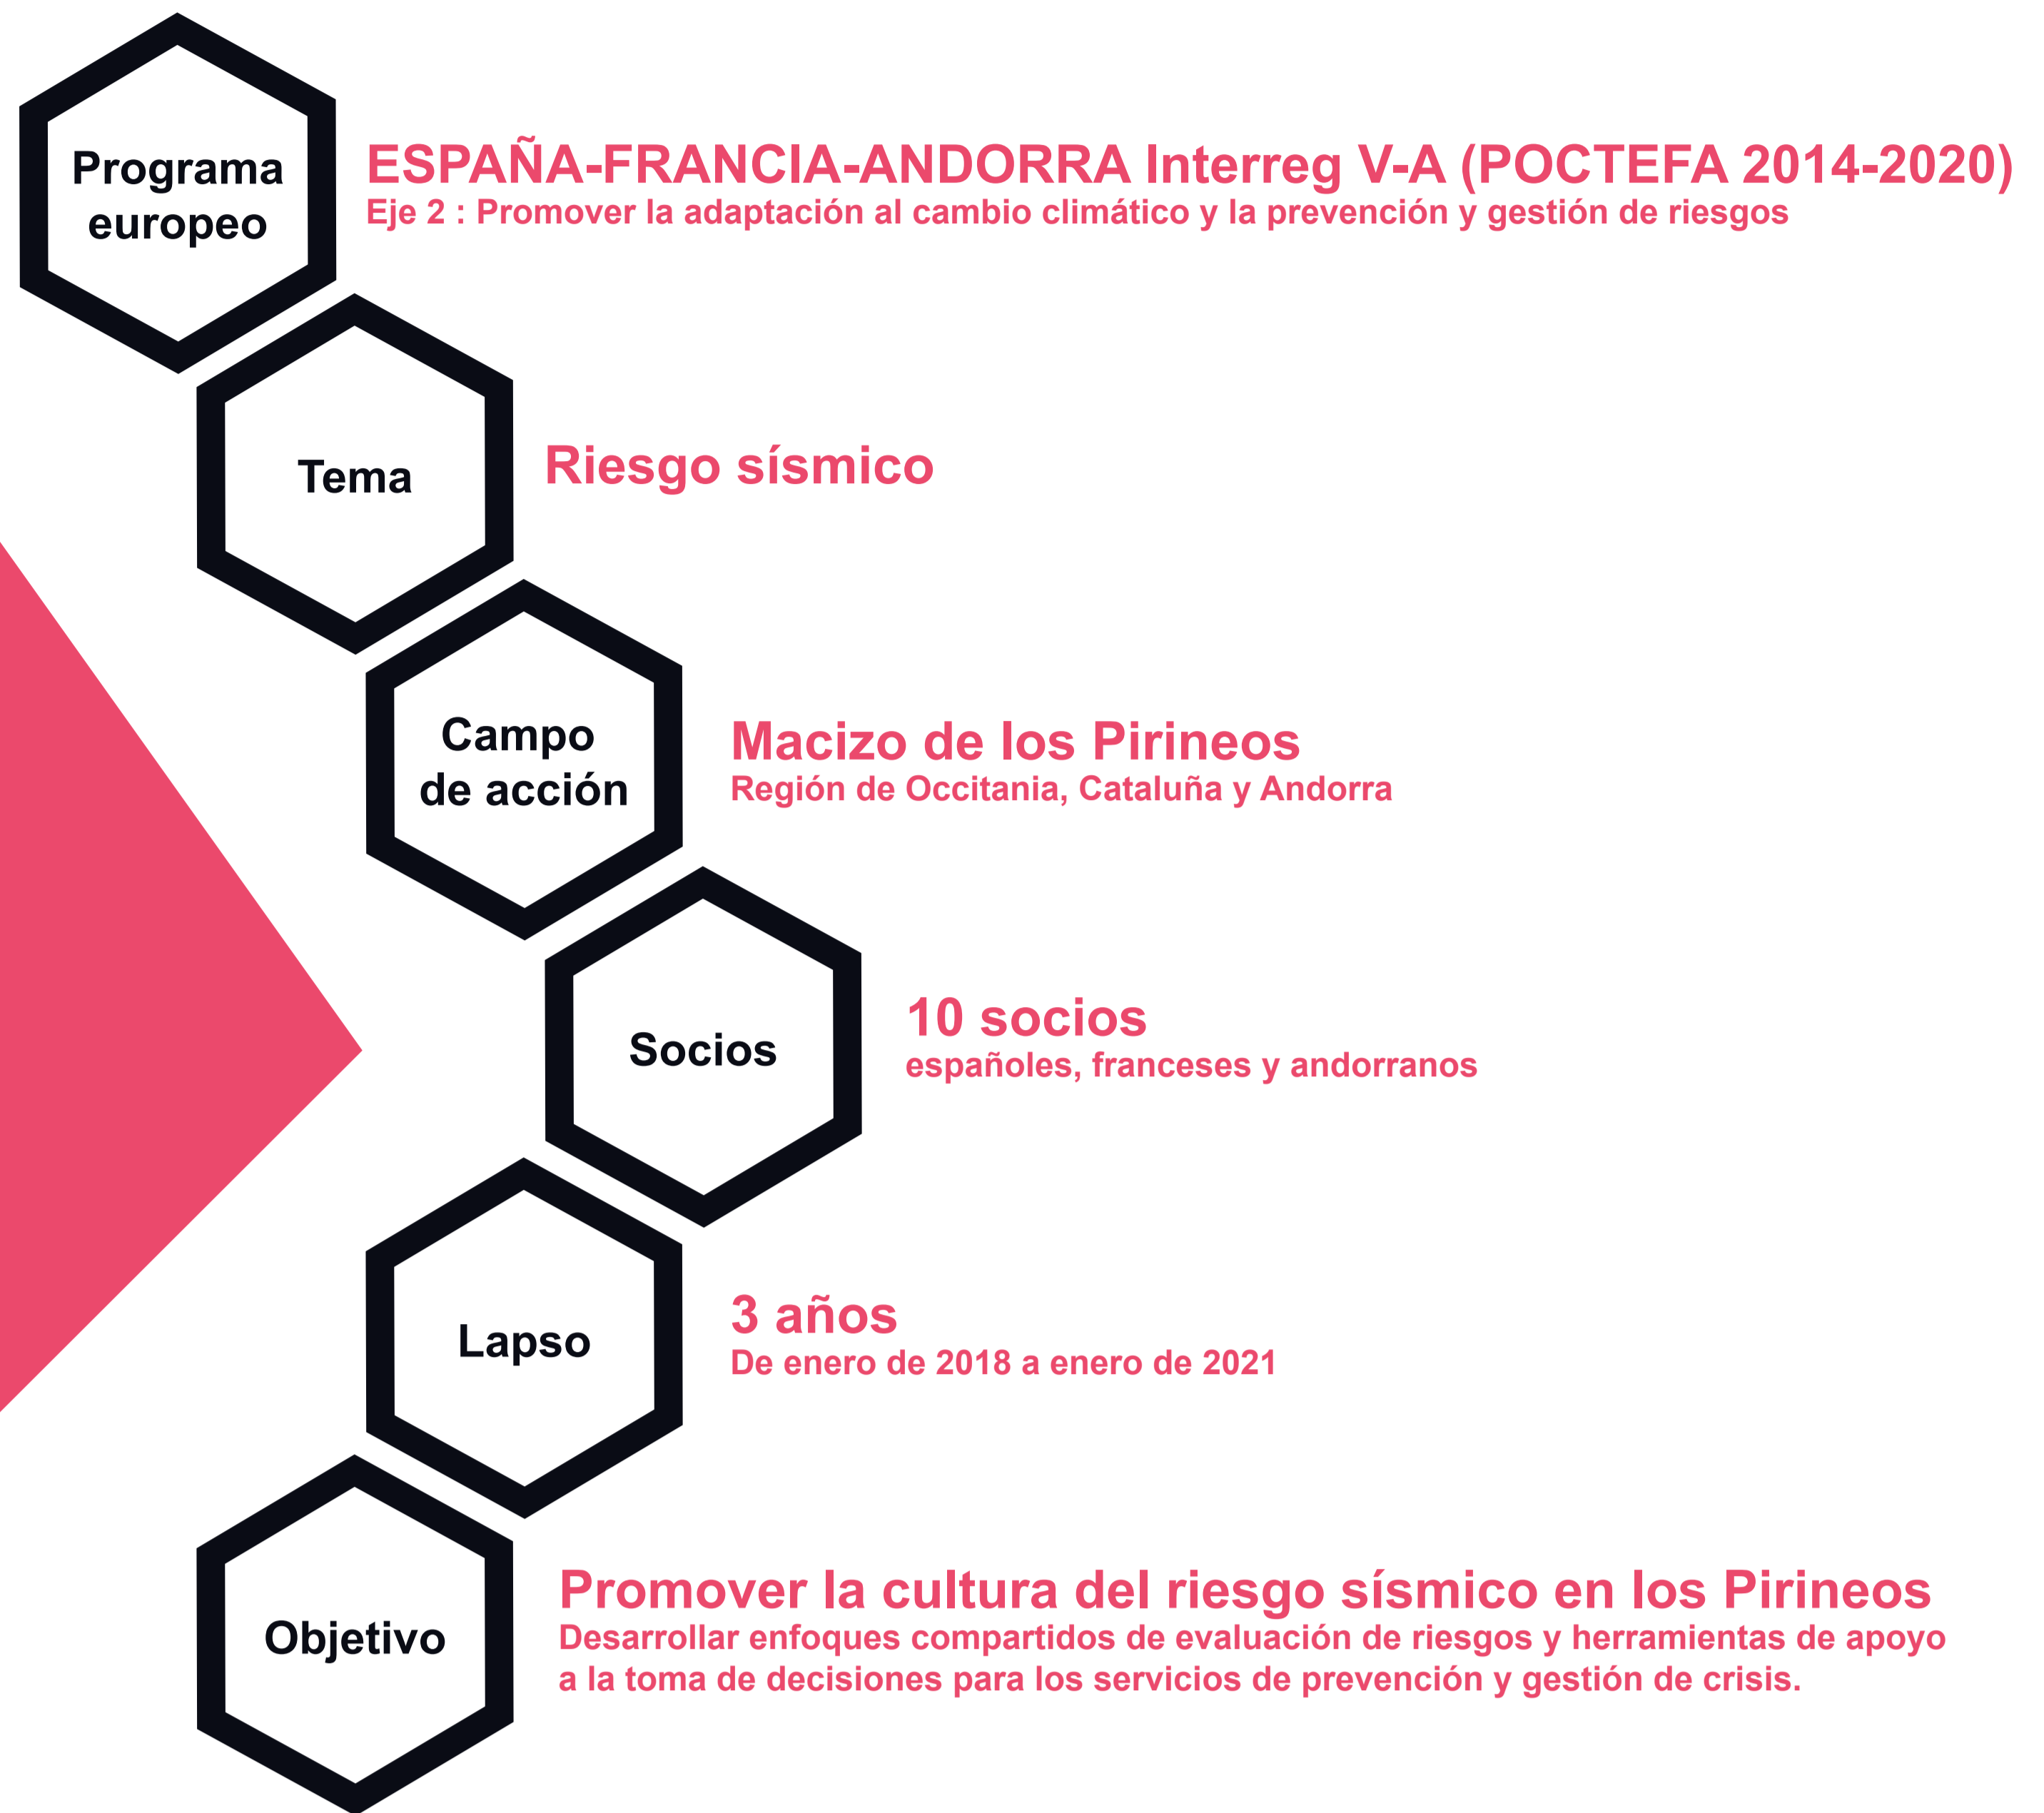 Programa
europeo
ESPAÑA-FRANCIA-ANDORRA Interreg V-A (POCTEFA 2014-2020)
Eje 2 : Promover la adaptación al cambio climático y la prevención y gestión de riesgos
Tema
Riesgo sísmico
Campo
de acción
Macizo de los Pirineos
Región de Occitania, Cataluña y Andorra
Socios
10 socios
españoles, franceses y andorranos
Lapso
3 años
De enero de 2018 a enero de 2021
Objetivo
Promover la cultura del riesgo sísmico en los Pirineos
Desarrollar enfoques compartidos de evaluación de riesgos y herramientas de apoyo
a la toma de decisiones para los servicios de prevención y gestión de crisis.